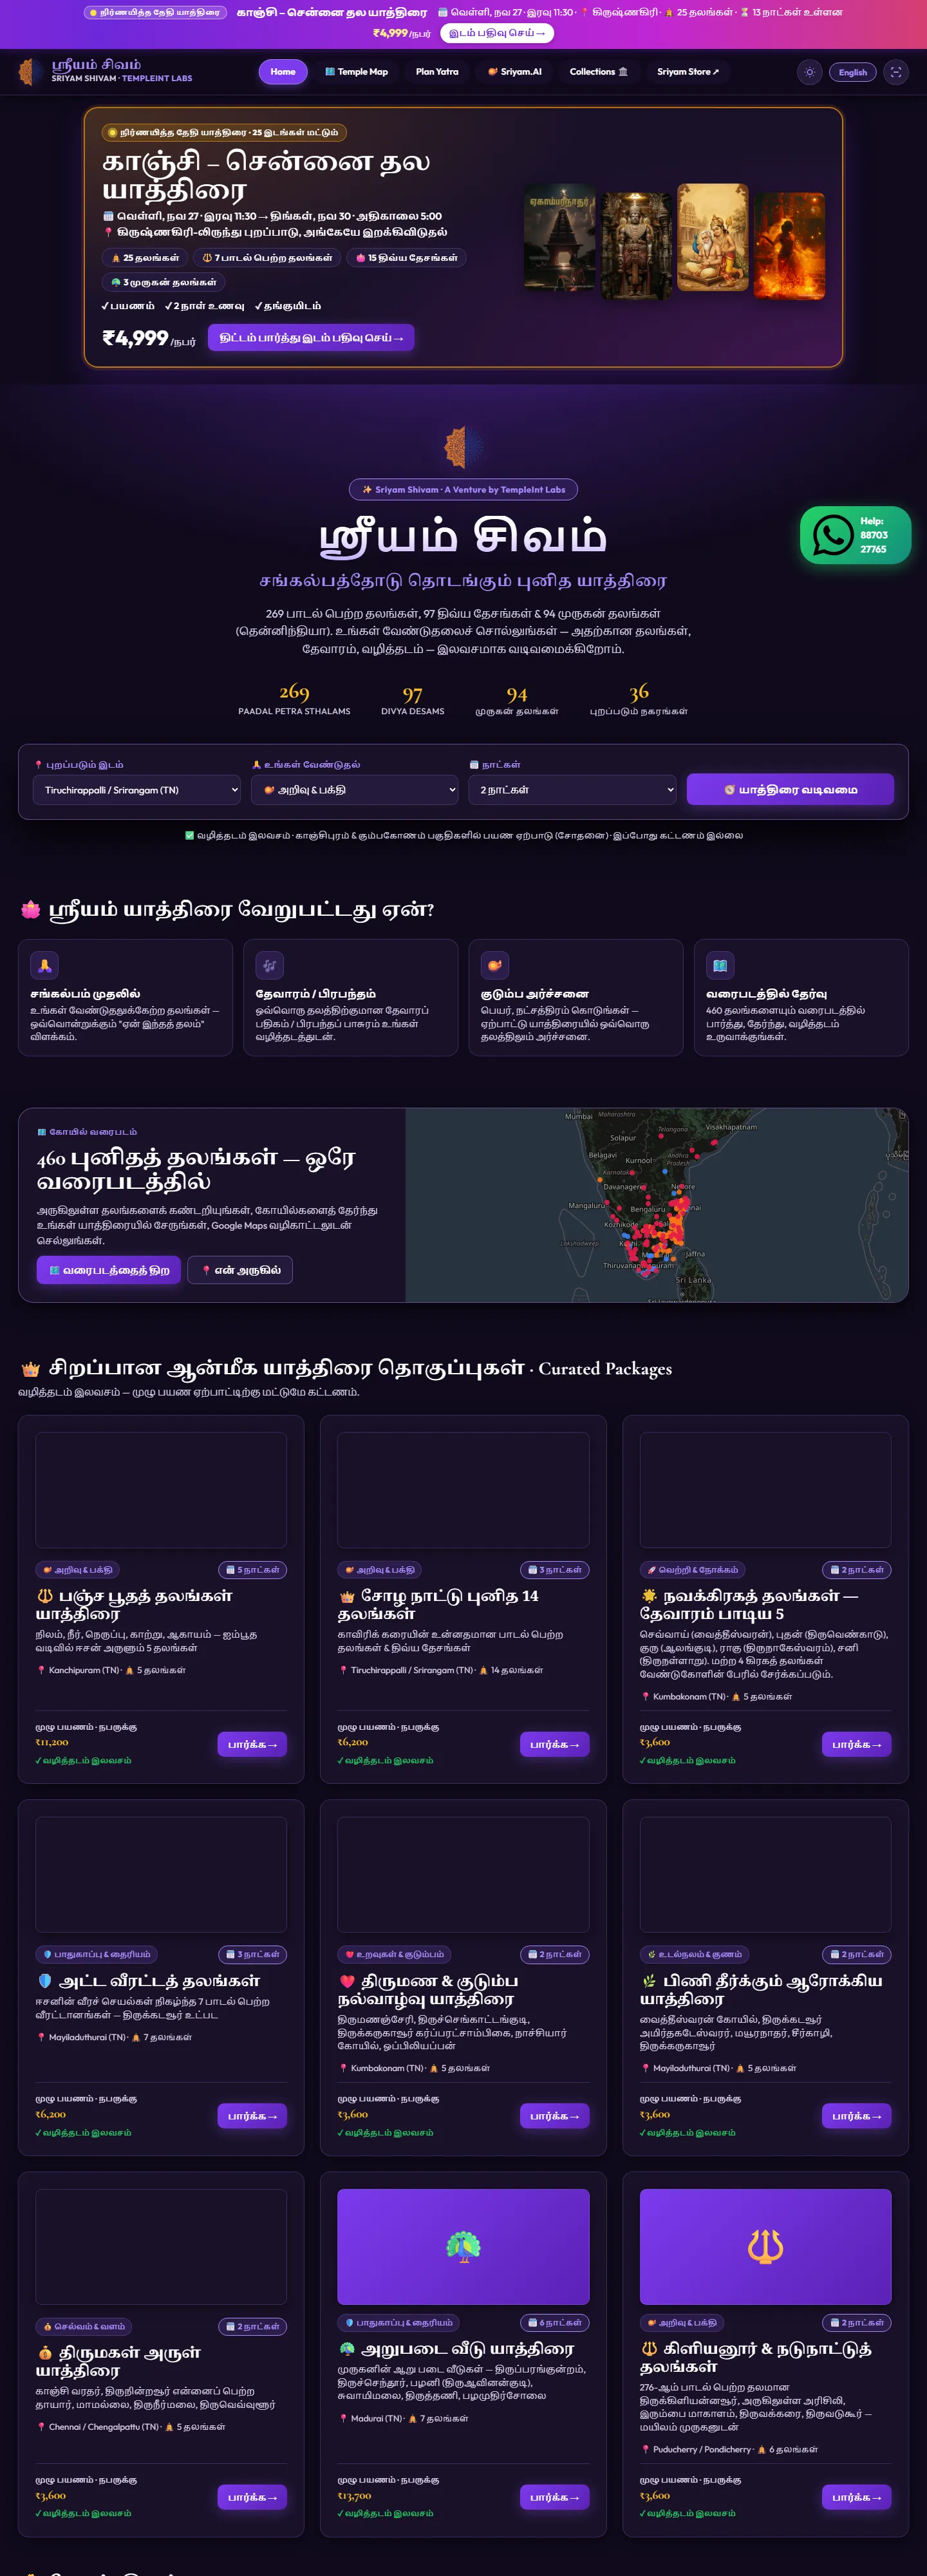 நிர்ணயித்த தேதி யாத்திரை காஞ்சி – சென்னை தல யாத்திரை வெள்ளி, நவ 27 · இரவு 11:30 · கிருஷ்ணகிரி · 25 தலங்கள் · 13 நாட்கள் உள்ளன
₹4,999 /நபர் இடம் பதிவு செய் →
ஸ்ரீயம் சிவம்
SRIYAM SHIVAM · TEMPLEINT LABS
Home Temple Map Plan Yatra Sriyam.AI Collections Sriyam Store ↗ English
நிர்ணயித்த தேதி யாத்திரை · 25 இடங்கள் மட்டும்
காஞ்சி – சென்னை தல
யாத்திரை
வெள்ளி, நவ 27 · இரவு 11:30 → திங்கள், நவ 30 · அதிகாலை 5:00
கிருஷ்ணகிரி-லிருந்து புறப்பாடு, அங்கேயே இறக்கிவிடுதல்
25 தலங்கள் 7 பாடல் பெற்ற தலங்கள் 15 திவ்ய தேசங்கள்
3 முருகன் தலங்கள்
✓ பயணம் ✓ 2 நாள் உணவு ✓ தங்குமிடம்
₹4,999 /நபர் திட்டம் பார்த்து இடம் பதிவு செய் →
ஏகாம்பரநாதர்
Sriyam Shivam · A Venture by TempleInt Labs
ஸ்ரீயம் சிவம்
சங்கல்பத்தோடு தொடங்கும் புனித யாத்திரை
269 பாடல் பெற்ற தலங்கள், 97 திவ்ய தேசங்கள் & 94 முருகன் தலங்கள்
(தென்னிந்தியா). உங்கள் வேண்டுதலைச் சொல்லுங்கள் — அதற்கான தலங்கள்,
தேவாரம், வழித்தடம் — இலவசமாக வடிவமைக்கிறோம்.
Help:
88703
27765
269 97 94 36
PAADAL PETRA STHALAMS DIVYA DESAMS முருகன் தலங்கள் புறப்படும் நகரங்கள்
புறப்படும் இடம் உங்கள் வேண்டுதல் நாட்கள்
Tiruchirappalli / Srirangam (TN) அறிவு & பக்தி 2 நாட்கள் யாத்திரை வடிவமை
வழித்தடம் இலவசம் · காஞ்சிபுரம் & கும்பகோணம் பகுதிகளில் பயண ஏற்பாடு (சோதனை) · இப்போது கட்டணம் இல்லை
ஸ்ரீயம் யாத்திரை வேறுபட்டது ஏன்?
சங்கல்பம் முதலில்
உங்கள் வேண்டுதலுக்கேற்ற தலங்கள் —
ஒவ்வொன்றுக்கும் "ஏன் இந்தத் தலம்"
விளக்கம்.
தேவாரம் / பிரபந்தம்
ஒவ்வொரு தலத்திற்குமான தேவாரப்
பதிகம் / பிரபந்தப் பாசுரம் உங்கள்
வழித்தடத்துடன்.
குடும்ப அர்ச்சனை
பெயர், நட்சத்திரம் கொடுங்கள் —
ஏற்பாட்டு யாத்திரையில் ஒவ்வொரு
தலத்திலும் அர்ச்சனை.
வரைபடத்தில் தேர்வு
460 தலங்களையும் வரைபடத்தில்
பார்த்து, தேர்ந்து, வழித்தடம்
உருவாக்குங்கள்.
கோயில் வரைபடம்
460 புனிதத் தலங்கள் — ஒரே
வரைபடத்தில்
அருகிலுள்ள தலங்களைக் கண்டறியுங்கள், கோயில்களைத் தேர்ந்து
உங்கள் யாத்திரையில் சேருங்கள், Google Maps வழிகாட்டலுடன்
செல்லுங்கள்.
வரைபடத்தைத் திற என் அருகில்
Mumbai Maharashtra
Telangana Visakhapatnam
Solapur
Belagavi Kurnool Andhra
Pradesh
Karnataka
Davanagere Nellore
Mangaluru Bengaluru
Kozhikode
Lakshadweep Jaffna
Sri Lanka
சிறப்பான ஆன்மீக யாத்திரை தொகுப்புகள் · Curated Packages
வழித்தடம் இலவசம் — முழு பயண ஏற்பாட்டிற்கு மட்டுமே கட்டணம்.
அறிவு & பக்தி 5 நாட்கள்
பஞ்ச பூதத் தலங்கள்
யாத்திரை
நிலம், நீர், நெருப்பு, காற்று, ஆகாயம் — ஐம்பூத
வடிவில் ஈசன் அருளும் 5 தலங்கள்
Kanchipuram (TN) · 5 தலங்கள்
முழு பயணம் · நபருக்கு
₹11,200 பார்க்க →
✓ வழித்தடம் இலவசம்
அறிவு & பக்தி 3 நாட்கள்
சோழ நாட்டு புனித 14
தலங்கள்
காவிரிக் கரையின் உன்னதமான பாடல் பெற்ற
தலங்கள் & திவ்ய தேசங்கள்
Tiruchirappalli / Srirangam (TN) · 14 தலங்கள்
முழு பயணம் · நபருக்கு
₹6,200 பார்க்க →
✓ வழித்தடம் இலவசம்
வெற்றி & நோக்கம் 2 நாட்கள்
நவக்கிரகத் தலங்கள் —
தேவாரம் பாடிய 5
செவ்வாய் (வைத்தீஸ்வரன்), புதன் (திருவெண்காடு),
குரு (ஆலங்குடி), ராகு (திருநாகேஸ்வரம்), சனி
(திருநள்ளாறு). மற்ற 4 கிரகத் தலங்கள்
வேண்டுகோளின் பேரில் சேர்க்கப்படும்.
Kumbakonam (TN) · 5 தலங்கள்
முழு பயணம் · நபருக்கு
₹3,600 பார்க்க →
✓ வழித்தடம் இலவசம்
பாதுகாப்பு & தைரியம் 3 நாட்கள்
அட்ட வீரட்டத் தலங்கள்
ஈசனின் வீரச் செயல்கள் நிகழ்ந்த 7 பாடல் பெற்ற
வீரட்டானங்கள் — திருக்கடஊர் உட்பட
Mayiladuthurai (TN) · 7 தலங்கள்
முழு பயணம் · நபருக்கு
₹6,200 பார்க்க →
✓ வழித்தடம் இலவசம்
உறவுகள் & குடும்பம் 2 நாட்கள்
திருமண & குடும்ப
நல்வாழ்வு யாத்திரை
திருமணஞ்சேரி, திருச்செங்காட்டங்குடி,
திருக்கருகாஊர் கர்ப்பரட்சாம்பிகை, நாச்சியார்
கோயில், ஒப்பிலியப்பன்
Kumbakonam (TN) · 5 தலங்கள்
முழு பயணம் · நபருக்கு
₹3,600 பார்க்க →
✓ வழித்தடம் இலவசம்
உடல்நலம் & குணம் 2 நாட்கள்
பிணி தீர்க்கும் ஆரோக்கிய
யாத்திரை
வைத்தீஸ்வரன் கோயில், திருக்கடஊர்
அமிர்தகடேஸ்வரர், மயூரநாதர், சீர்காழி,
திருக்கருகாஊர்
Mayiladuthurai (TN) · 5 தலங்கள்
முழு பயணம் · நபருக்கு
₹3,600 பார்க்க →
✓ வழித்தடம் இலவசம்
செல்வம் & வளம் 2 நாட்கள்
திருமகள் அருள்
யாத்திரை
காஞ்சி வரதர், திருநின்றஊர் என்னைப் பெற்ற
தாயார், மாமல்லை, திருநீர்மலை, திருவெவ்வுளூர்
Chennai / Chengalpattu (TN) · 5 தலங்கள்
முழு பயணம் · நபருக்கு
₹3,600 பார்க்க →
✓ வழித்தடம் இலவசம்
பாதுகாப்பு & தைரியம் 6 நாட்கள்
அறுபடை வீடு யாத்திரை
முருகனின் ஆறு படை வீடுகள் — திருப்பரங்குன்றம்,
திருச்செந்தூர், பழனி (திருஆவினன்குடி),
சுவாமிமலை, திருத்தணி, பழமுதிர்சோலை
Madurai (TN) · 7 தலங்கள்
முழு பயணம் · நபருக்கு
₹13,700 பார்க்க →
✓ வழித்தடம் இலவசம்
அறிவு & பக்தி 2 நாட்கள்
கிளியனூர் & நடுநாட்டுத்
தலங்கள்
276-ஆம் பாடல் பெற்ற தலமான
திருக்கிளியன்னஊர், அருகிலுள்ள அரிசிலி,
இரும்பை மாகாளம், திருவக்கரை, திருவடுகூர் —
மயிலம் முருகனுடன்
Puducherry / Pondicherry · 6 தலங்கள்
முழு பயணம் · நபருக்கு
₹3,600 பார்க்க →
✓ வழித்தடம் இலவசம்